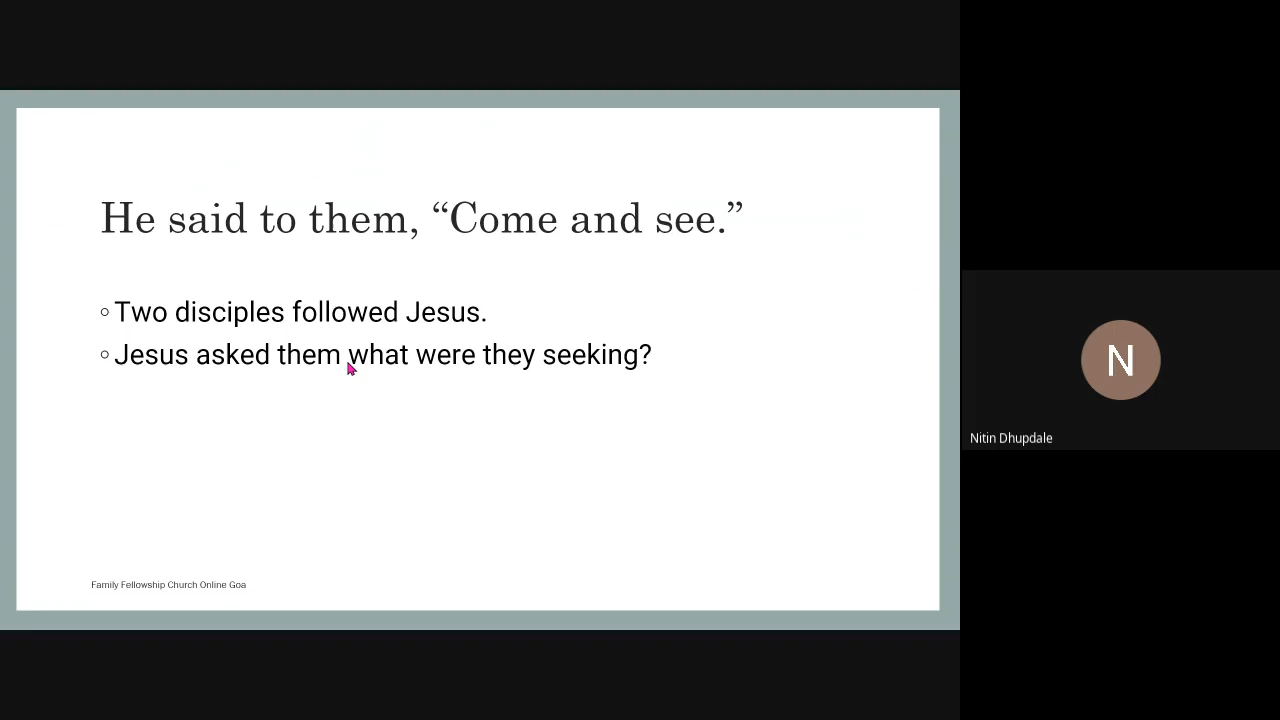 He said to them, “Come and see.”
◦ Two disciples followed Jesus.
◦ Jesus asked them what were they seeking?
Family Fellowship Church Online Goa
N
Nitin Dhupdale